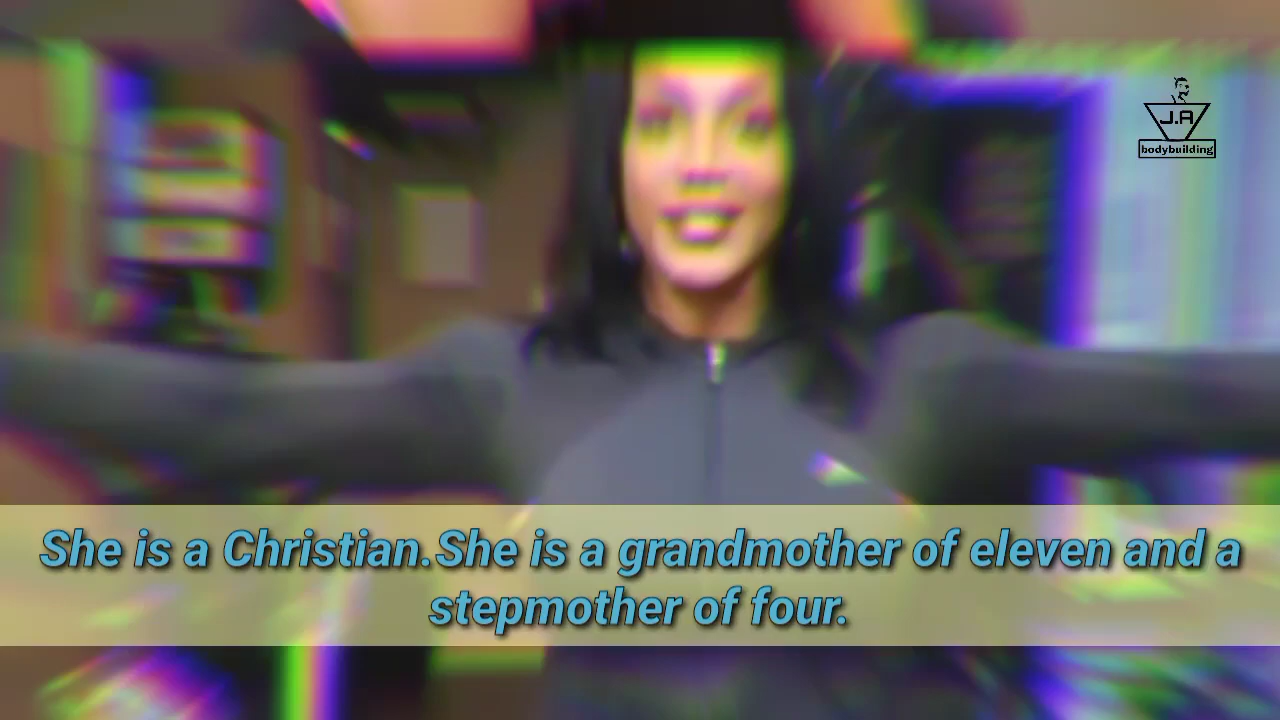 J.A
bodybuilding
She is a Christian.She is a grandmother of eleven and a
stepmother of four.